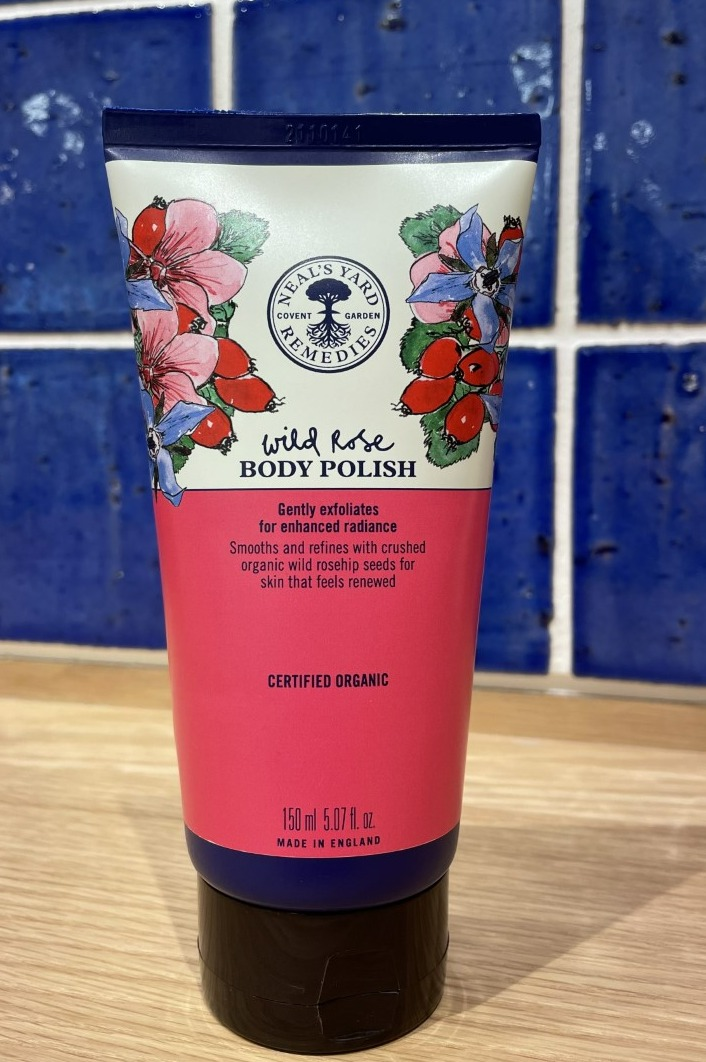 2110141
NEAL'S YARD
COVENT GARDEN
REMEDIES
wild Rose
BODY POLISH
Gently exfoliates
for enhanced radiance
Smooths and refines with crushed
organic wild rosehip seeds for
skin that feels renewed
CERTIFIED ORGANIC
150 ml 5.07 fl. oz.
MADE IN ENGLAND